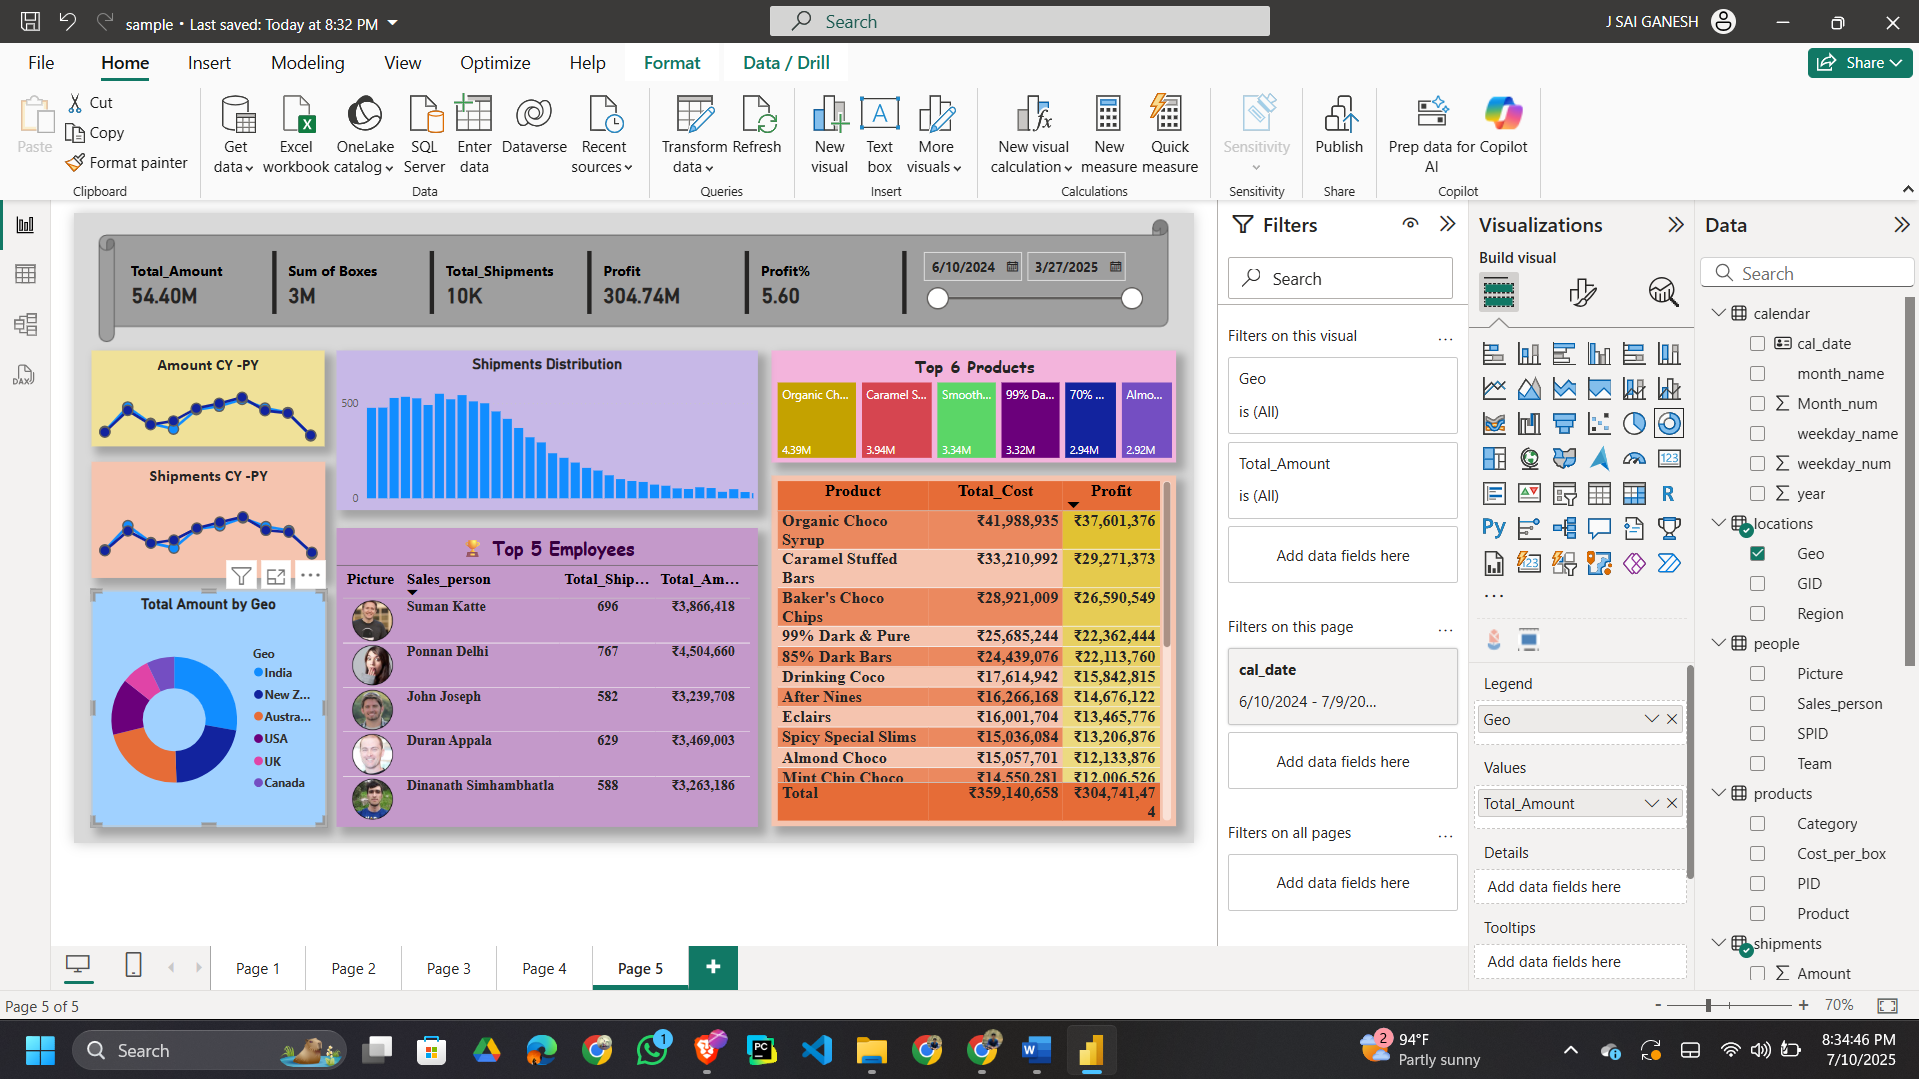 sample • Last saved: Today at 8:32 PM
Search
J SAI GANESH
File Home Insert Modeling View Optimize Help Format Data / Drill
Share
Paste
Cut
Copy
Format painter
Clipboard
Get data
Excel workbook
OneLake catalog
SQL Server
Enter data
Dataverse
Recent sources
Data
Transform data
Refresh
Queries
New visual
Text box
More visuals
Insert
New visual calculation
New measure
Quick measure
Calculations
Sensitivity
Sensitivity
Publish
Share
Prep data for AI
Copilot
Copilot
Total_Amount
54.40M
Sum of Boxes
3M
Total_Shipments
10K
Profit
304.74M
Profit%
5.60
6/10/2024
3/27/2025
Amount CY -PY
Shipments CY -PY
Total Amount by Geo
Geo
India
New Z...
Austra...
USA
UK
Canada
Shipments Distribution
500
0
Top 5 Employees
Picture Sales_person Total_Ship... Total_Am...
Suman Katte 696 ₹3,866,418
Ponnan Delhi 767 ₹4,504,660
John Joseph 582 ₹3,239,708
Duran Appala 629 ₹3,469,003
Dinanath Simhambhatla 588 ₹3,263,186
Top 6 Products
Organic Ch... Caramel S... Smooth... 99% Da... 70% ... Almo...
4.39M 3.94M 3.34M 3.32M 2.94M 2.92M
Product Total_Cost Profit
Organic Choco Syrup ₹41,988,935 ₹37,601,376
Caramel Stuffed Bars ₹33,210,992 ₹29,271,373
Baker's Choco Chips ₹28,921,009 ₹26,590,549
99% Dark & Pure ₹25,685,244 ₹22,362,444
85% Dark Bars ₹24,439,076 ₹22,113,760
Drinking Coco ₹17,614,942 ₹15,842,815
After Nines ₹16,266,168 ₹14,676,122
Eclairs ₹16,001,704 ₹13,465,776
Spicy Special Slims ₹15,036,084 ₹13,206,876
Almond Choco ₹15,057,701 ₹12,133,876
Mint Chip Choco ₹14,550,281 ₹12,006,526
Total ₹359,140,658 ₹304,741,474
Filters
Search
Filters on this visual ...
Geo
is (All)
Total_Amount
is (All)
Add data fields here
Filters on this page ...
cal_date
6/10/2024 - 7/9/20...
Add data fields here
Filters on all pages ...
Add data fields here
Visualizations
Build visual
123
R
Py
123
...
Legend
Geo
Values
Total_Amount
Details
Add data fields here
Tooltips
Add data fields here
Data
Search
calendar
cal_date
month_name
Month_num
weekday_name
weekday_num
year
locations
Geo
GID
Region
people
Picture
Sales_person
SPID
Team
products
Category
Cost_per_box
PID
Product
shipments
Amount
Page 1 Page 2 Page 3 Page 4 Page 5 +
Page 5 of 5
- + 70%
Search
1
PC
2
94°F
Partly sunny
8:34:46 PM
7/10/2025